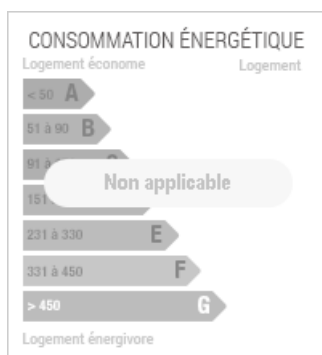 CONSOMMATION ÉNERGÉTIQUE
Logement économe
Logement
< 50 A
51 à 90 B
91 à
Non applicable
151
231 à 330 E
331 à 450 F
> 450 G
Logement énergivore